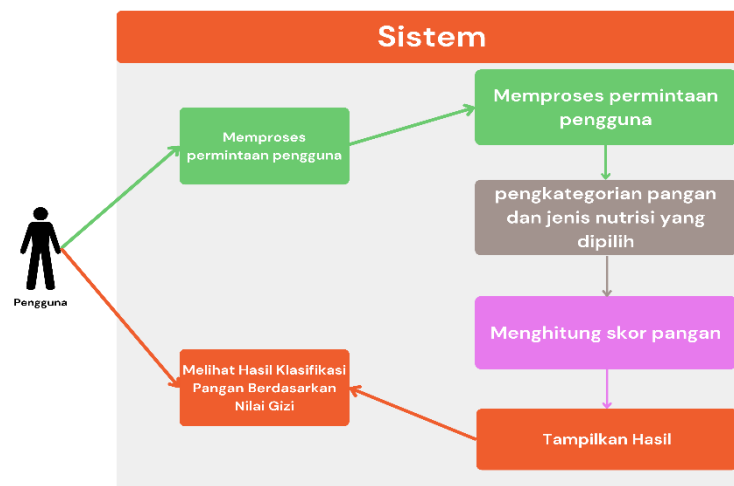 Sistem
Memproses permintaan
pengguna
Memproses
permintaan pengguna
pengkategorian pangan
dan jenis nutrisi yang
dipilih
Pengguna
Menghitung skor pangan
Melihat Hasil Klasifikasi
Pangan Berdasarkan
Nilai Gizi
Tampilkan Hasil